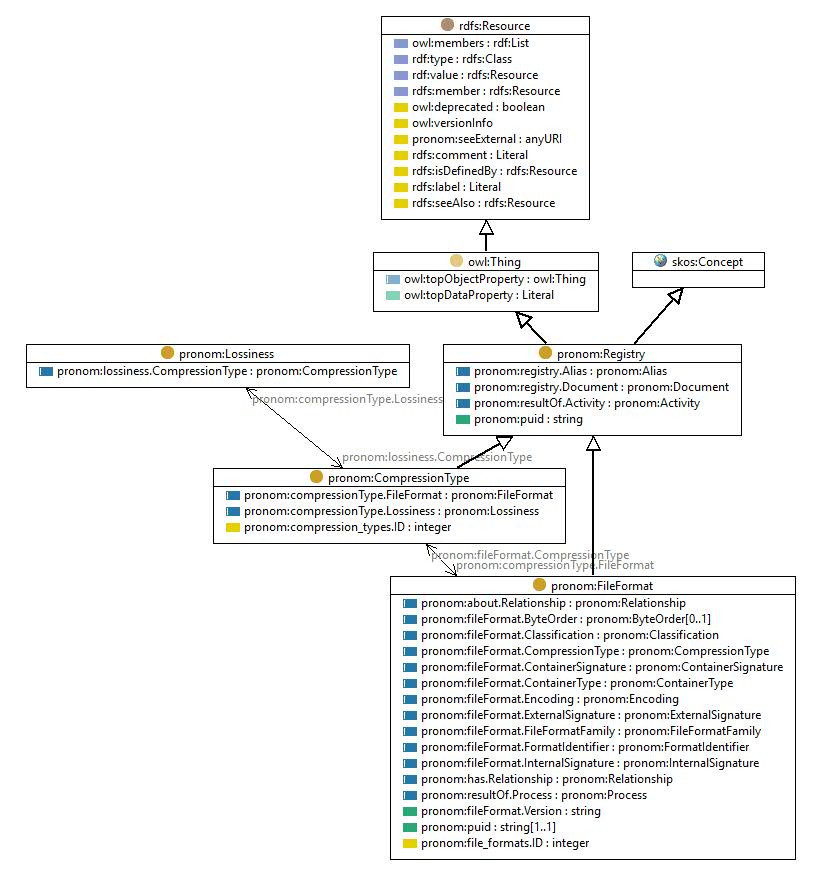 rdfs:Resource
owl:members : rdf:List
rdf:type : rdfs:Class
rdf:value : rdfs:Resource
rdfs:member : rdfs:Resource
owl:deprecated : boolean
owl:versionInfo
pronom:seeExternal : anyURI
rdfs:comment : Literal
rdfs:isDefinedBy : rdfs:Resource
rdfs:label : Literal
rdfs:seeAlso : rdfs:Resource
owl:Thing
owl:topObjectProperty : owl:Thing
owl:topDataProperty : Literal
skos:Concept
pronom:Lossiness
pronom:lossiness.CompressionType : pronom:CompressionType
pronom:Registry
pronom:registry.Alias : pronom:Alias
pronom:registry.Document : pronom:Document
pronom:resultOf.Activity : pronom:Activity
pronom:puid : string
pronom:compressionType.Lossiness
pronom:lossiness.CompressionType
pronom:CompressionType
pronom:compressionType.FileFormat : pronom:FileFormat
pronom:compressionType.Lossiness : pronom:Lossiness
pronom:compression_types.ID : integer
pronom:fileFormat.CompressionType
pronom:compressionType.FileFormat
pronom:FileFormat
pronom:about.Relationship : pronom:Relationship
pronom:fileFormat.ByteOrder : pronom:ByteOrder[0..1]
pronom:fileFormat.Classification : pronom:Classification
pronom:fileFormat.CompressionType : pronom:CompressionType
pronom:fileFormat.ContainerSignature : pronom:ContainerSignature
pronom:fileFormat.ContainerType : pronom:ContainerType
pronom:fileFormat.Encoding : pronom:Encoding
pronom:fileFormat.ExternalSignature : pronom:ExternalSignature
pronom:fileFormat.FileFormatFamily : pronom:FileFormatFamily
pronom:fileFormat.FormatIdentifier : pronom:FormatIdentifier
pronom:fileFormat.InternalSignature : pronom:InternalSignature
pronom:has.Relationship : pronom:Relationship
pronom:resultOf.Process : pronom:Process
pronom:fileFormat.Version : string
pronom:puid : string[1..1]
pronom:file_formats.ID : integer